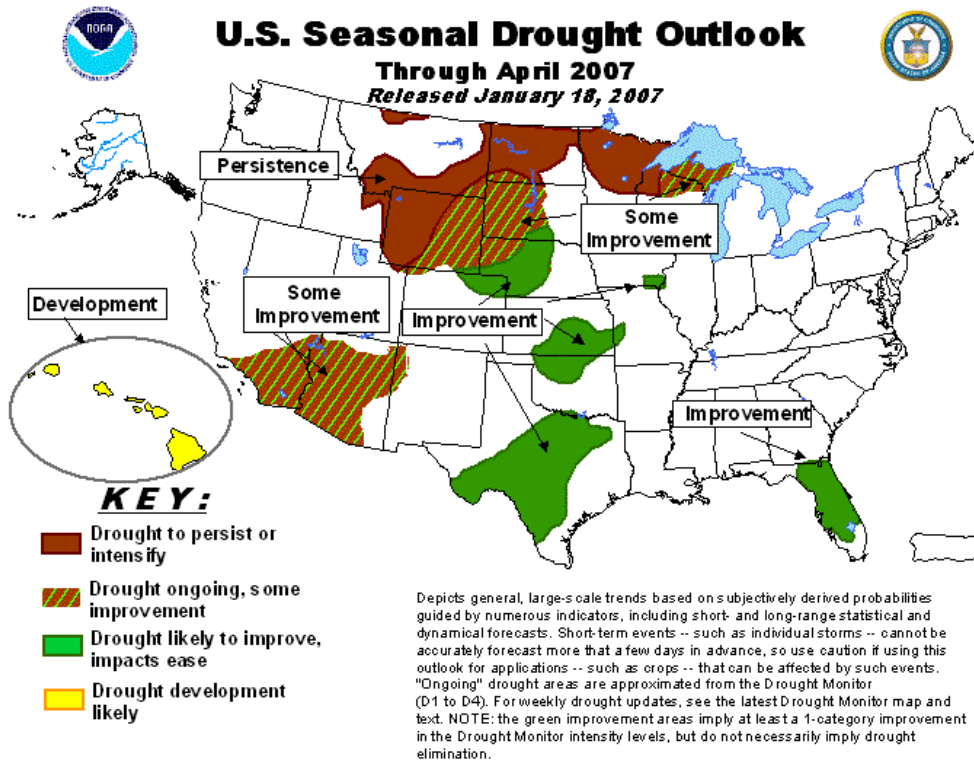 NOAA
U.S. Seasonal Drought Outlook
Through April 2007
Released January 18, 2007
Persistence
Some
Improvement
Development
Some
Improvement
Improvement
Improvement
KEY:
Drought to persist or
intensify
Drought ongoing, some
improvement
Drought likely to improve,
impacts ease
Drought development
likely
Depicts general, large-scale trends based on subjectively derived probabilities
guided by numerous indicators, including short- and long-range statistical and
dynamical forecasts. Short-term events -- such as individual storms -- cannot be
accurately forecast more that a few days in advance, so use caution if using this
outlook for applications -- such as crops -- that can be affected by such events.
"Ongoing" drought areas are approximated from the Drought Monitor
(D1 to D4). For weekly drought updates, see the latest Drought Monitor map and
text. NOTE: the green improvement areas imply at least a 1-category improvement
in the Drought Monitor intensity levels, but do not necessarily imply drought
elimination.